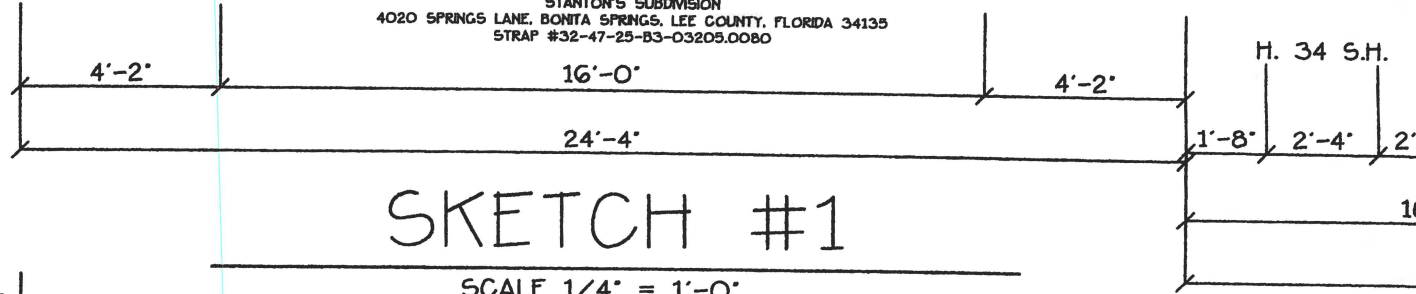 STANTON'S SUBDIVISION
4020 SPRINGS LANE, BONITA SPRINGS, LEE COUNTY, FLORIDA 34135
STRAP #32-47-25-B3-03205.0080
H. 34 S.H.
4'-2" 16'-0" 4'-2"
24'-4" 1'-8" 2'-4" 2'
SKETCH #1
SCALE 1/4" = 1'-0"